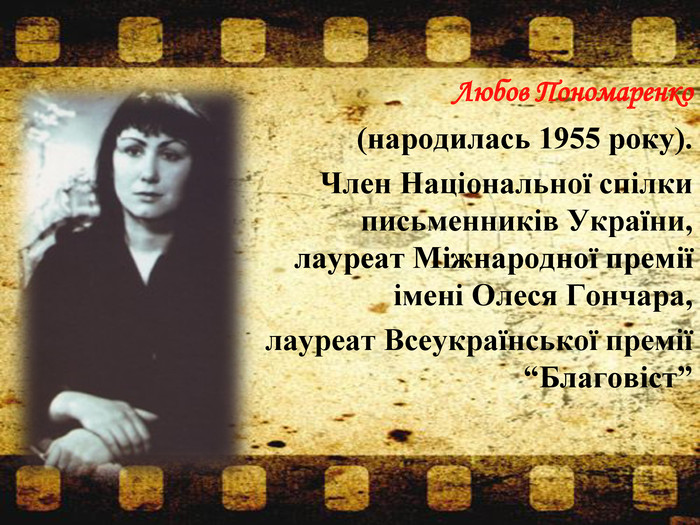 Любов Пономаренко
(народилась 1955 року).
Член Національної спілки
письменників України,
лауреат Міжнародної премії
імені Олеся Гончара,
лауреат Всеукраїнської премії
“Благовіст”